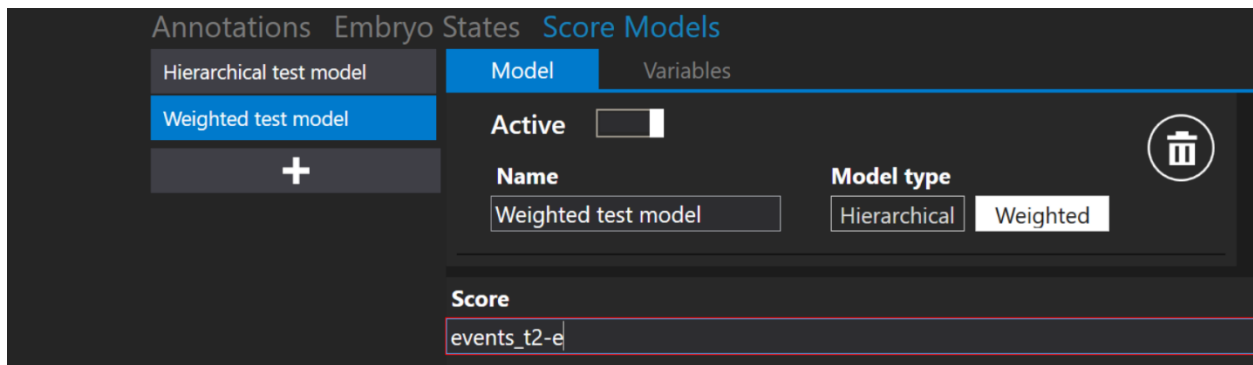 Annotations Embryo States Score Models
Hierarchical test model
Weighted test model
Model Variables
Active
Name
Weighted test model
Model type
Hierarchical Weighted
Score
events_t2-e